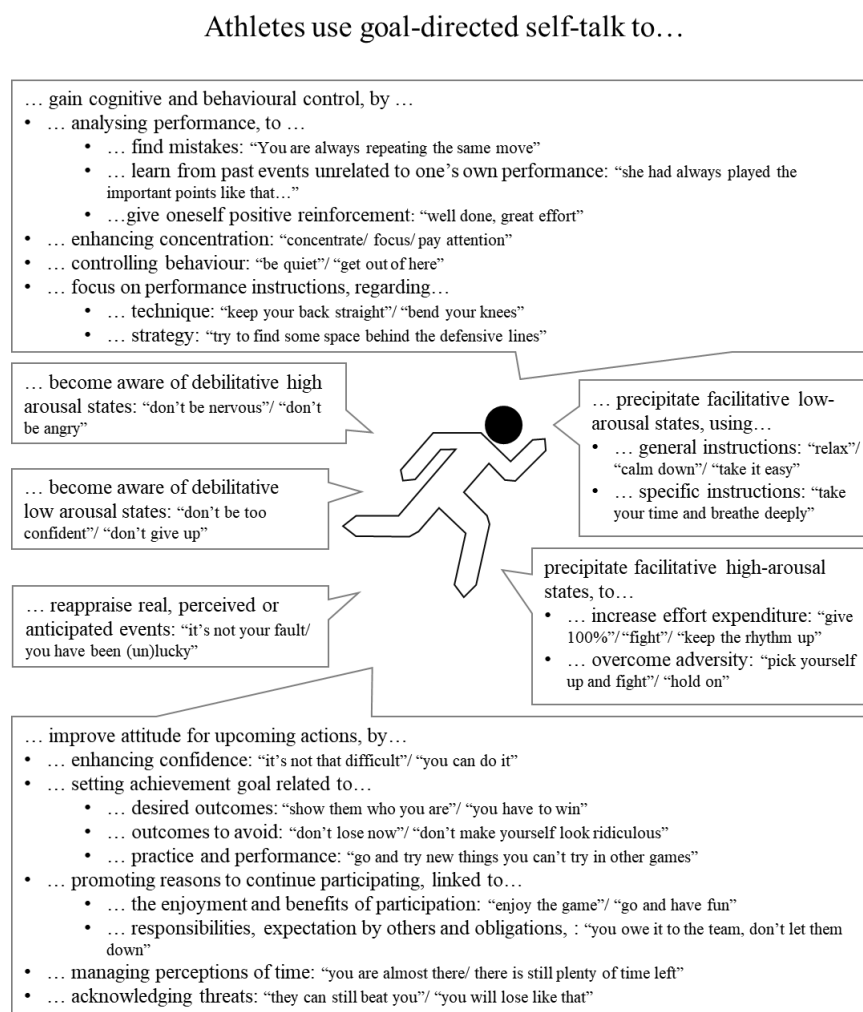 Athletes use goal-directed self-talk to…
… gain cognitive and behavioural control, by …
• … analysing performance, to …
• … find mistakes: “You are always repeating the same move”
• … learn from past events unrelated to one’s own performance: “she had always played the
important points like that…”
• …give oneself positive reinforcement: “well done, great effort”
• … enhancing concentration: “concentrate/ focus/ pay attention”
• … controlling behaviour: “be quiet”/ “get out of here”
• … focus on performance instructions, regarding…
• … technique: “keep your back straight”/ “bend your knees”
• … strategy: “try to find some space behind the defensive lines”
… become aware of debilitative high
arousal states: “don’t be nervous”/ “don’t
be angry”
… precipitate facilitative low-
arousal states, using…
• … general instructions: “relax”/
“calm down”/ “take it easy”
• … specific instructions: “take
your time and breathe deeply”
… become aware of debilitative
low arousal states: “don’t be too
confident”/ “don’t give up”
precipitate facilitative high-arousal
states, to…
• … increase effort expenditure: “give
100%”/ “fight”/ “keep the rhythm up”
• … overcome adversity: “pick yourself
up and fight”/ “hold on”
… reappraise real, perceived or
anticipated events: “it’s not your fault/
you have been (un)lucky”
… improve attitude for upcoming actions, by…
• … enhancing confidence: “it’s not that difficult”/ “you can do it”
• … setting achievement goal related to…
• … desired outcomes: “show them who you are”/ “you have to win”
• … outcomes to avoid: “don’t lose now”/ “don’t make yourself look ridiculous”
• … practice and performance: “go and try new things you can’t try in other games”
• … promoting reasons to continue participating, linked to…
• … the enjoyment and benefits of participation: “enjoy the game”/ “go and have fun”
• … responsibilities, expectation by others and obligations, : “you owe it to the team, don’t let them
down”
• … managing perceptions of time: “you are almost there/ there is still plenty of time left”
• … acknowledging threats: “they can still beat you”/ “you will lose like that”